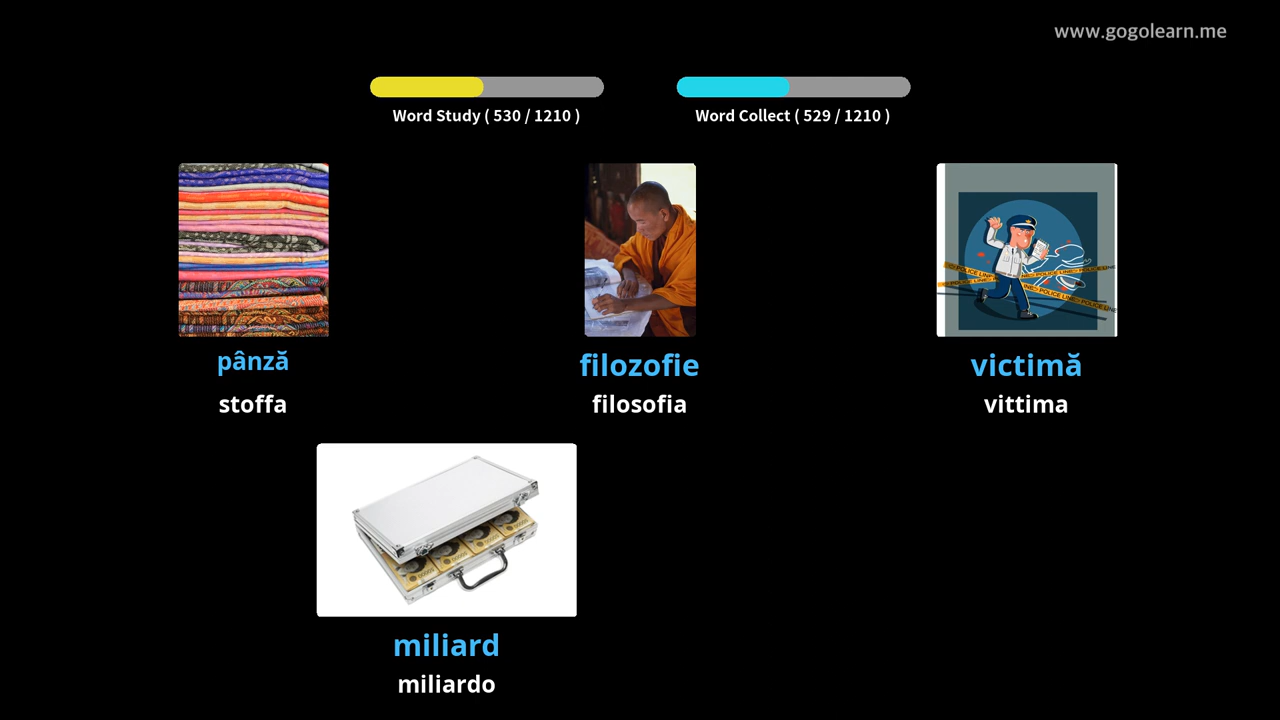 www.gogolearn.me
Word Study ( 530 / 1210 )
Word Collect ( 529 / 1210 )
pânză
stoffa
filozofie
filosofia
victimă
vittima
miliard
miliardo